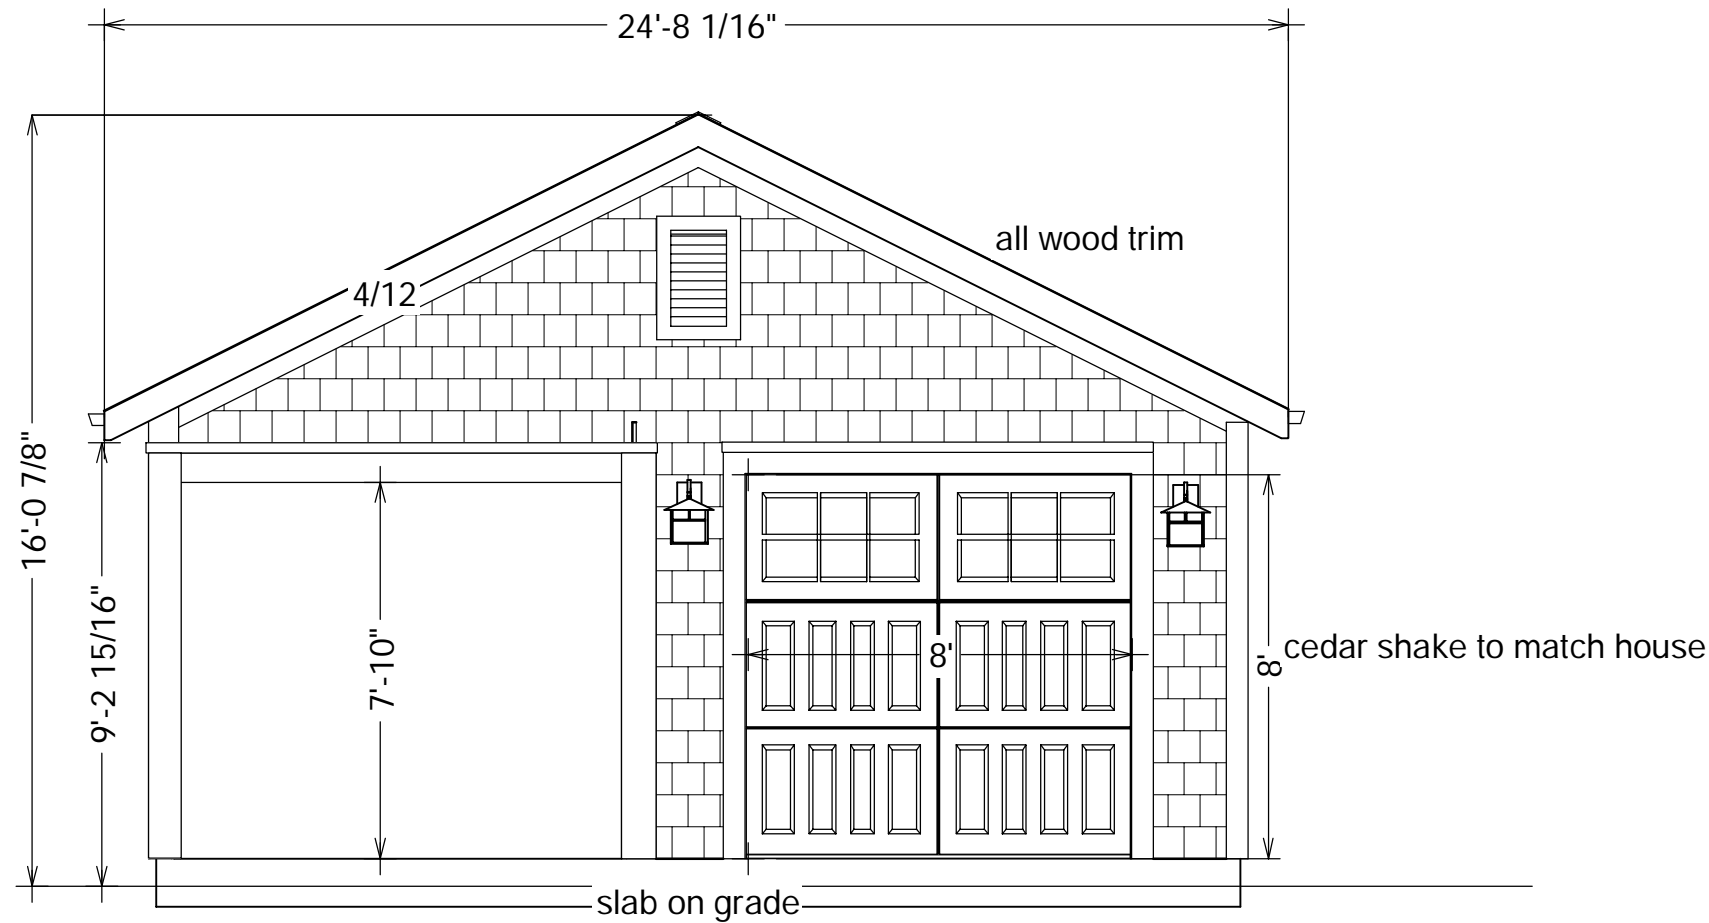 24'-8 1/16"
all wood trim
4/12
16'-0 7/8"
9'-2 15/16"
7'-10"
8'
8'
cedar shake to match house
slab on grade